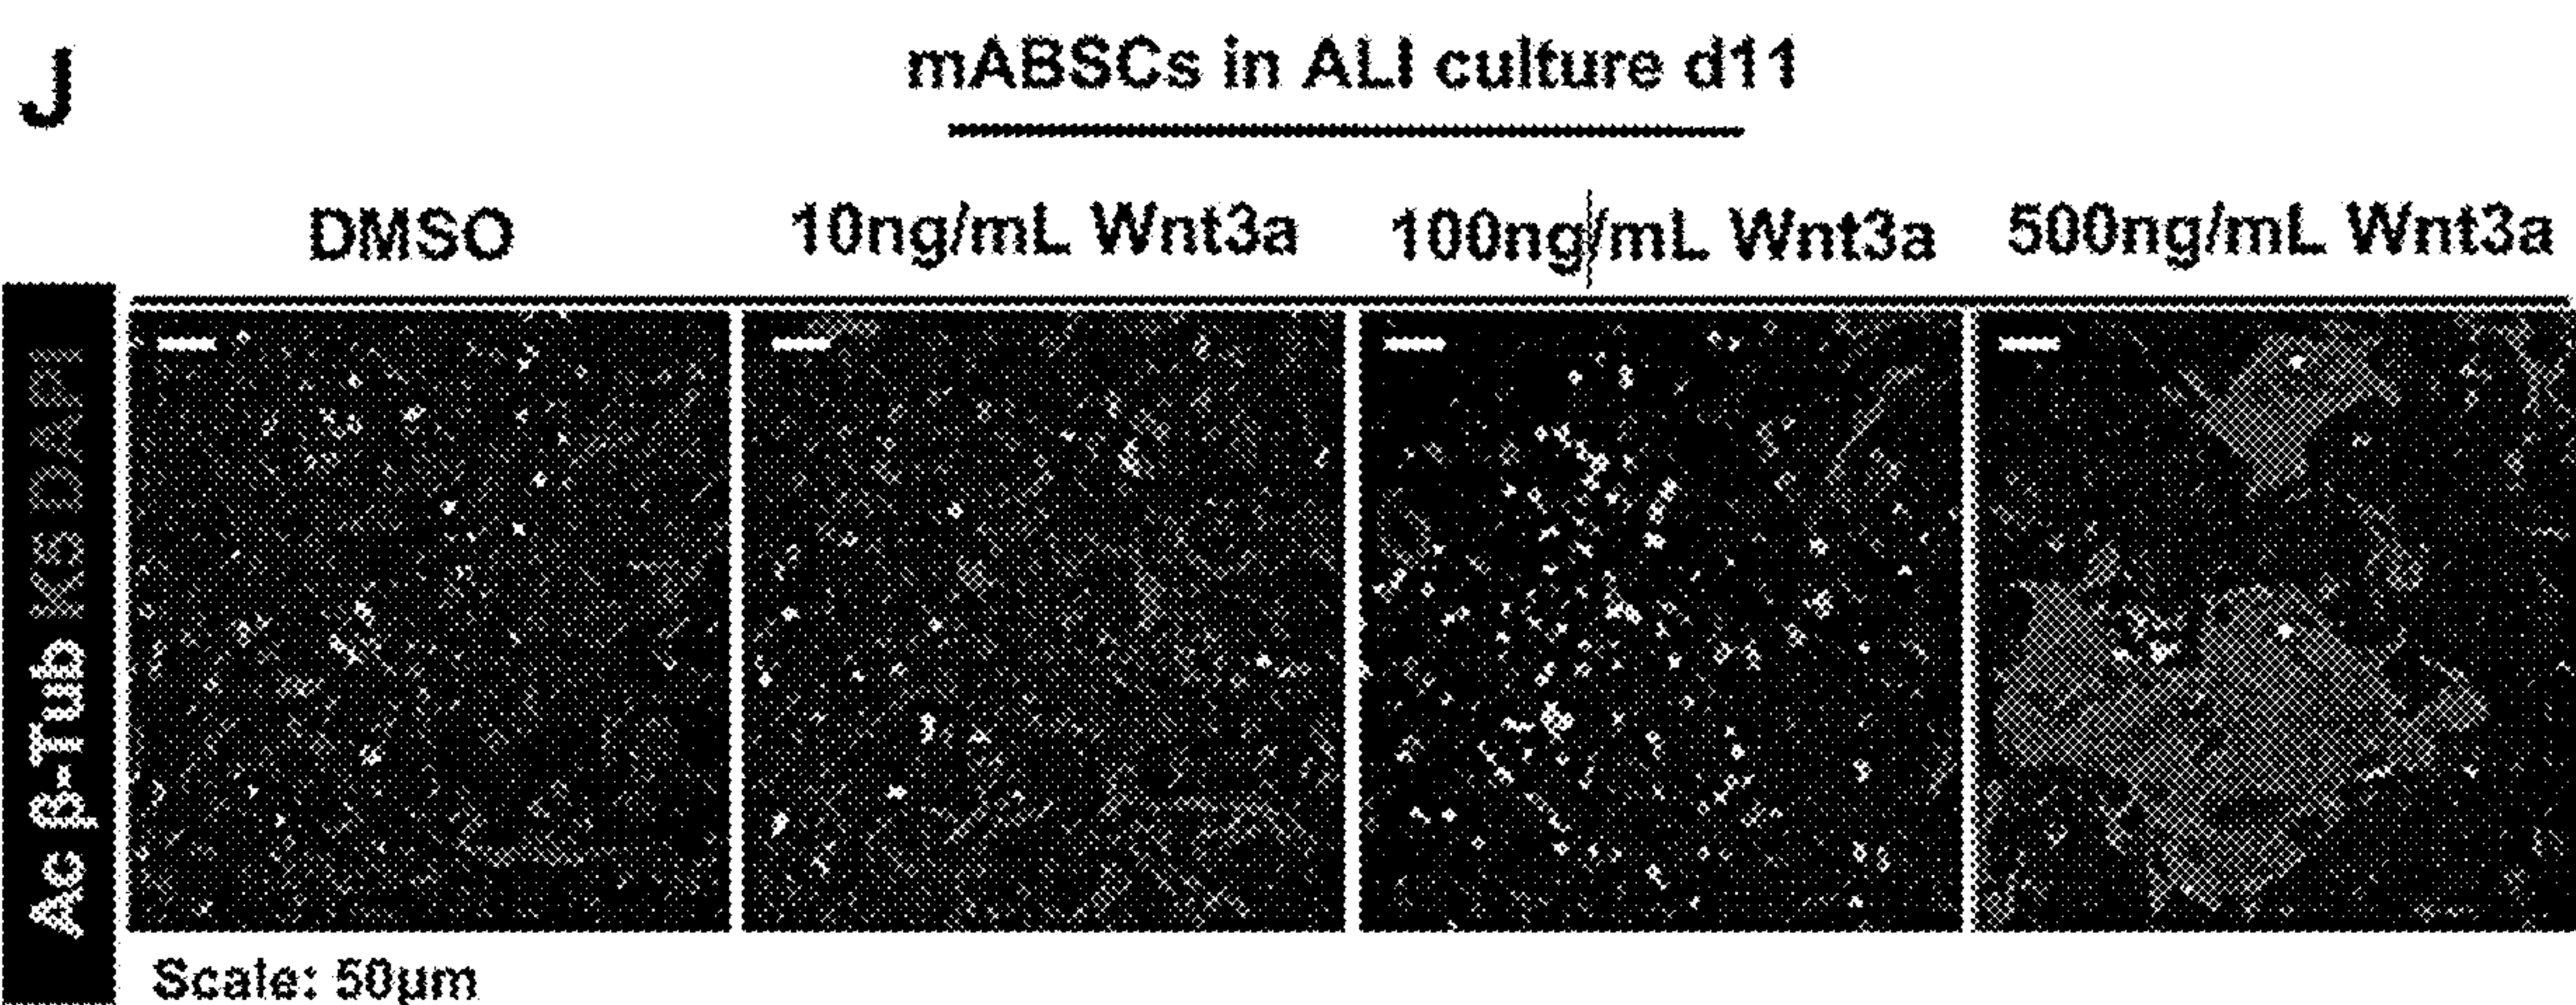 J
mABSCs in ALI culture d11
DMSO
10ng/mL Wnt3a
100ng/mL Wnt3a
500ng/mL Wnt3a
Ac β-Tub K5 DAPI
Scale: 50μm